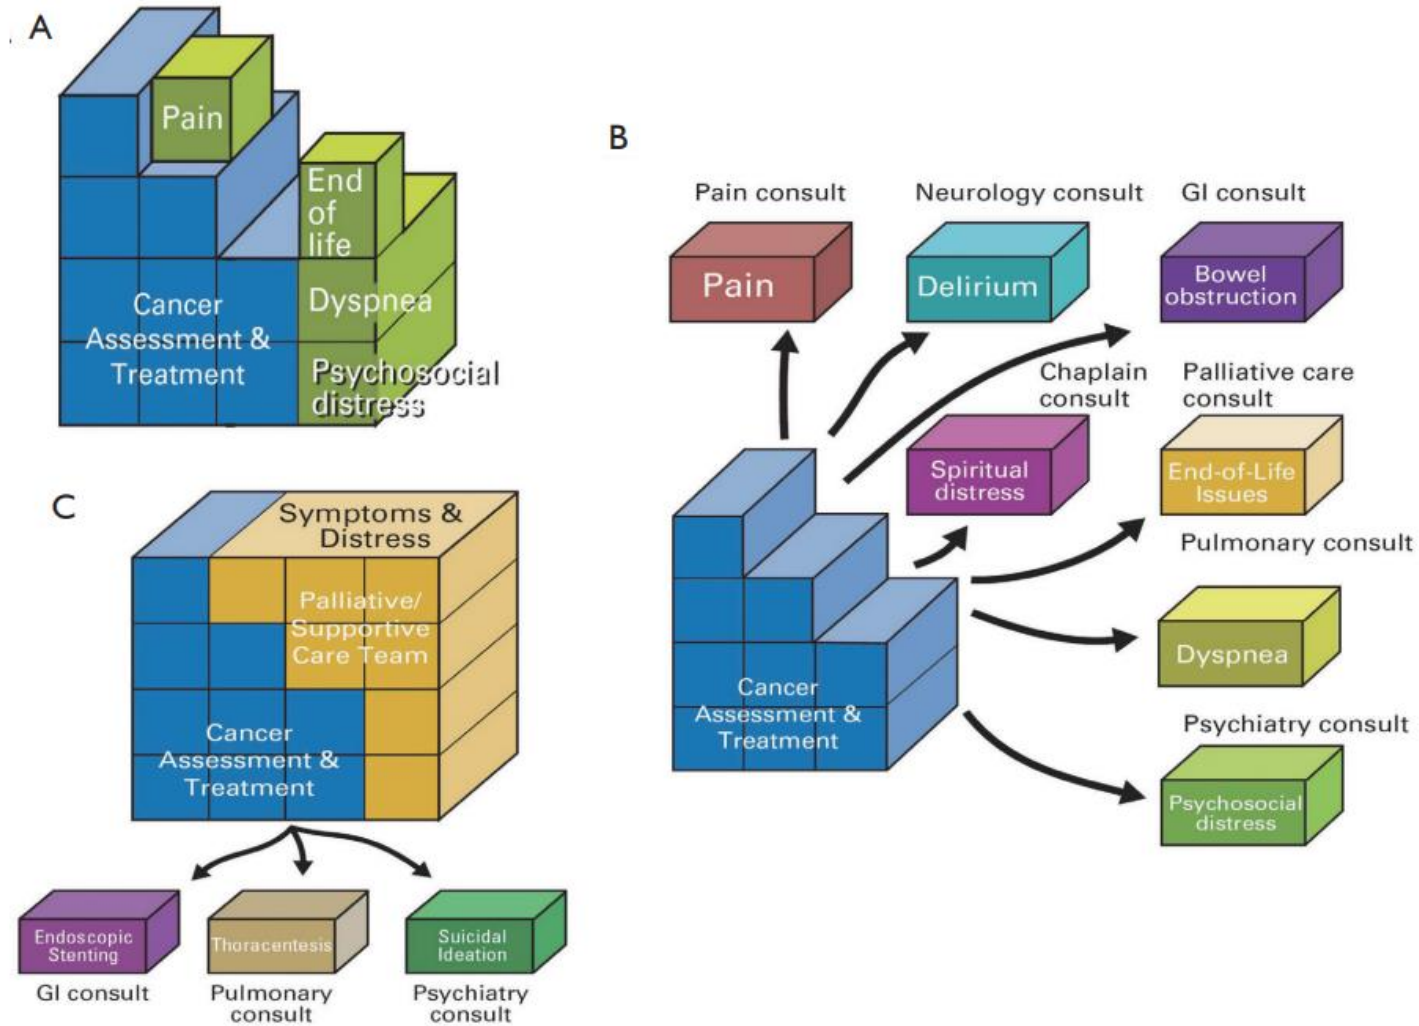 A
Pain
End
of
life
Cancer
Assessment &
Treatment
Dyspnea
Psychosocial
distress
B
Pain consult
Neurology consult
GI consult
Pain
Delirium
Bowel
obstruction
Chaplain
consult
Palliative care
consult
Spiritual
distress
End-of-Life
Issues
Pulmonary consult
Dyspnea
Cancer
Assessment &
Treatment
Psychiatry consult
Psychosocial
distress
C
Symptoms &
Distress
Palliative/
Supportive
Care Team
Cancer
Assessment &
Treatment
Endoscopic
Stenting
Thoracentesis
Suicidal
Ideation
GI consult
Pulmonary
consult
Psychiatry
consult